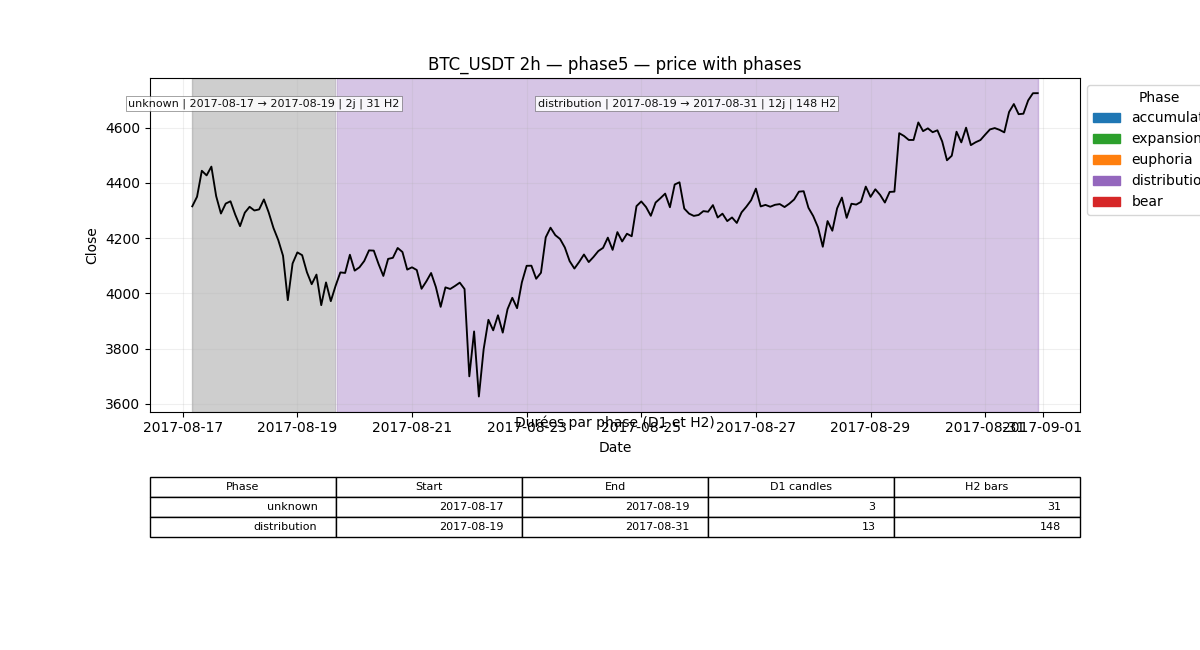 BTC_USDT 2h — phase5 — price with phases
unknown | 2017-08-17 → 2017-08-19 | 2j | 31 H2
distribution | 2017-08-19 → 2017-08-31 | 12j | 148 H2
Phase
accumulat
expansion
euphoria
distributio
bear
Close
4600
4400
4200
4000
3800
3600
2017-08-17 2017-08-19 2017-08-21 2017-08-23 2017-08-25 2017-08-27 2017-08-29 2017-08-31 2017-09-01
Durées par phase (D1 et H2)
Date
Phase Start End D1 candles H2 bars
unknown 2017-08-17 2017-08-19 3 31
distribution 2017-08-19 2017-08-31 13 148